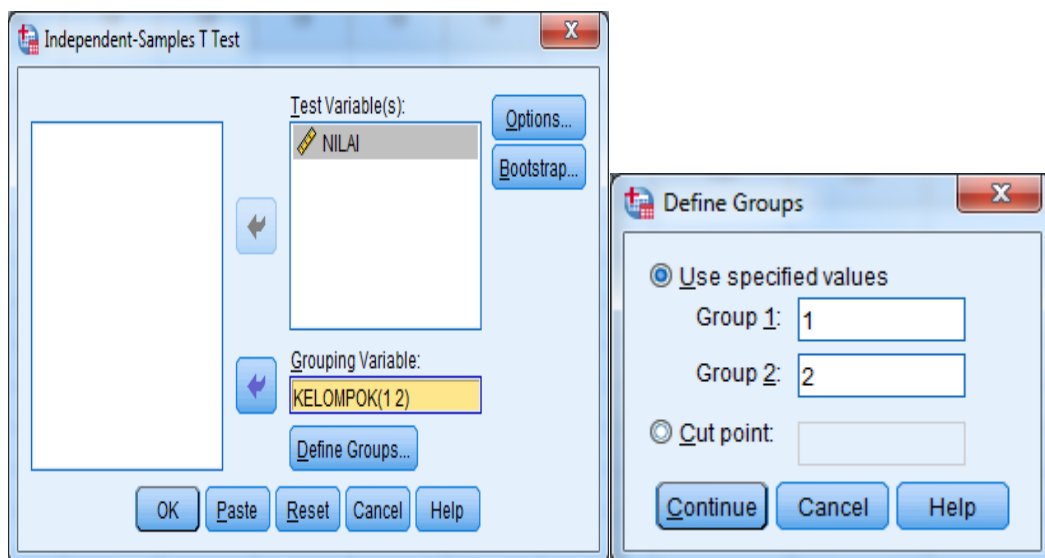 Independent-Samples T Test
X
Test Variable(s):
NILAI
Options...
Bootstrap...
Grouping Variable:
KELOMPOK(1 2)
Define Groups...
OK Paste Reset Cancel Help
Define Groups
X
Use specified values
Group 1: 1
Group 2: 2
Cut point:
Continue Cancel Help